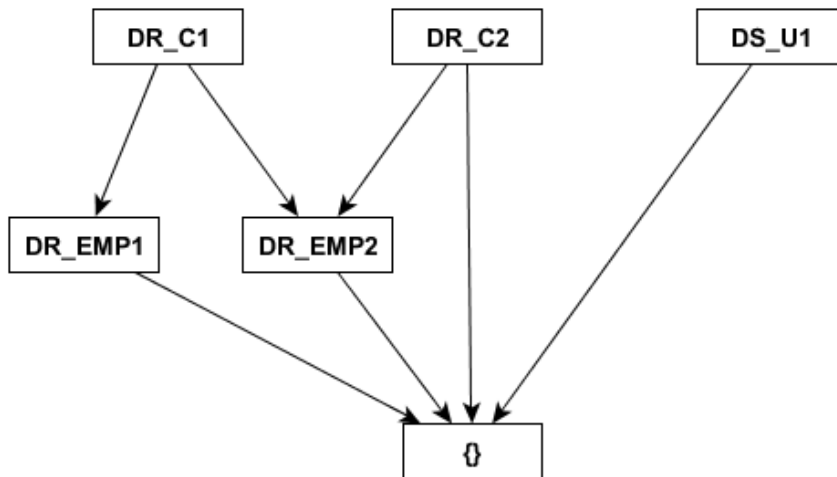 DR_C1
DR_C2
DS_U1
DR_EMP1
DR_EMP2
{}